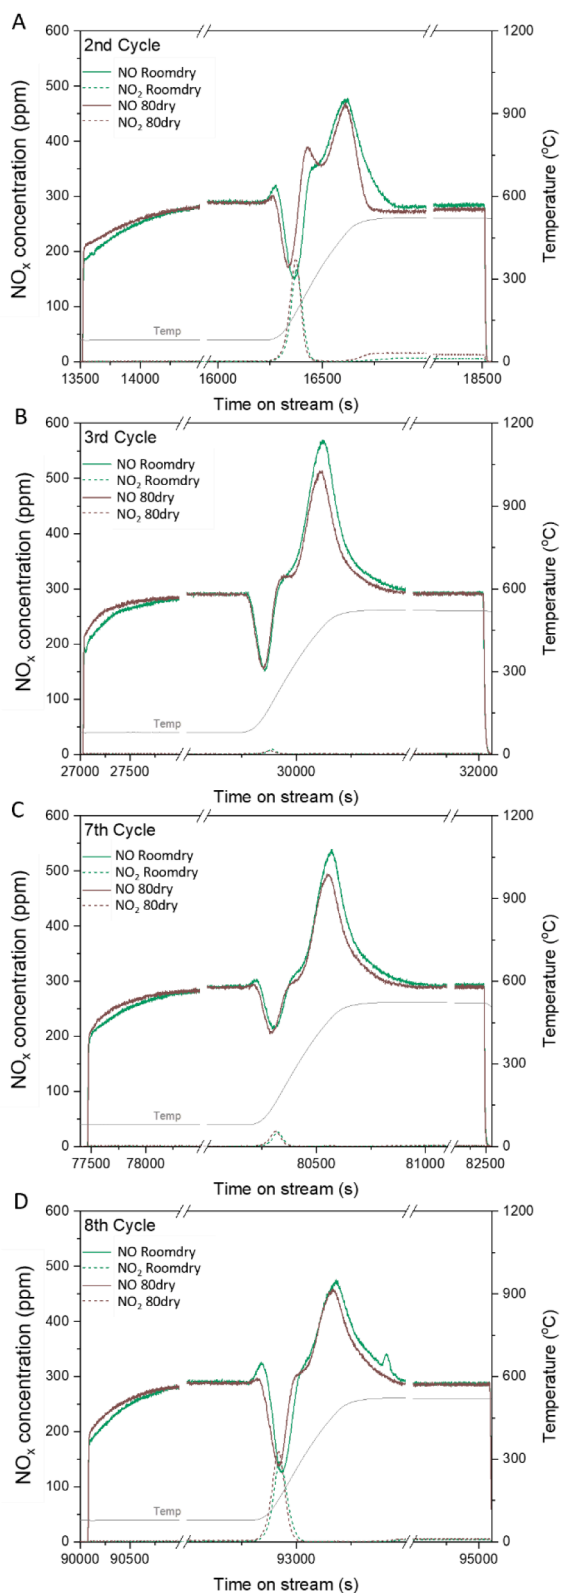 A
2nd Cycle
NO Roomdry
NO₂ Roomdry
NO 80dry
NO₂ 80dry
NOₓ concentration (ppm)
Temperature (°C)
600
500
400
300
200
100
0
1200
900
600
300
0
Temp
13500 14000 16000 16500 18500
Time on stream (s)
B
3rd Cycle
NO Roomdry
NO₂ Roomdry
NO 80dry
NO₂ 80dry
NOₓ concentration (ppm)
Temperature (°C)
600
500
400
300
200
100
0
1200
900
600
300
0
Temp
27000 27500 30000 32000
Time on stream (s)
C
7th Cycle
NO Roomdry
NO₂ Roomdry
NO 80dry
NO₂ 80dry
NOₓ concentration (ppm)
Temperature (°C)
600
500
400
300
200
100
0
1200
900
600
300
0
Temp
77500 78000 80500 81000 82500
Time on stream (s)
D
8th Cycle
NO Roomdry
NO₂ Roomdry
NO 80dry
NO₂ 80dry
NOₓ concentration (ppm)
Temperature (°C)
600
500
400
300
200
100
0
1200
900
600
300
0
Temp
90000 90500 93000 95000
Time on stream (s)